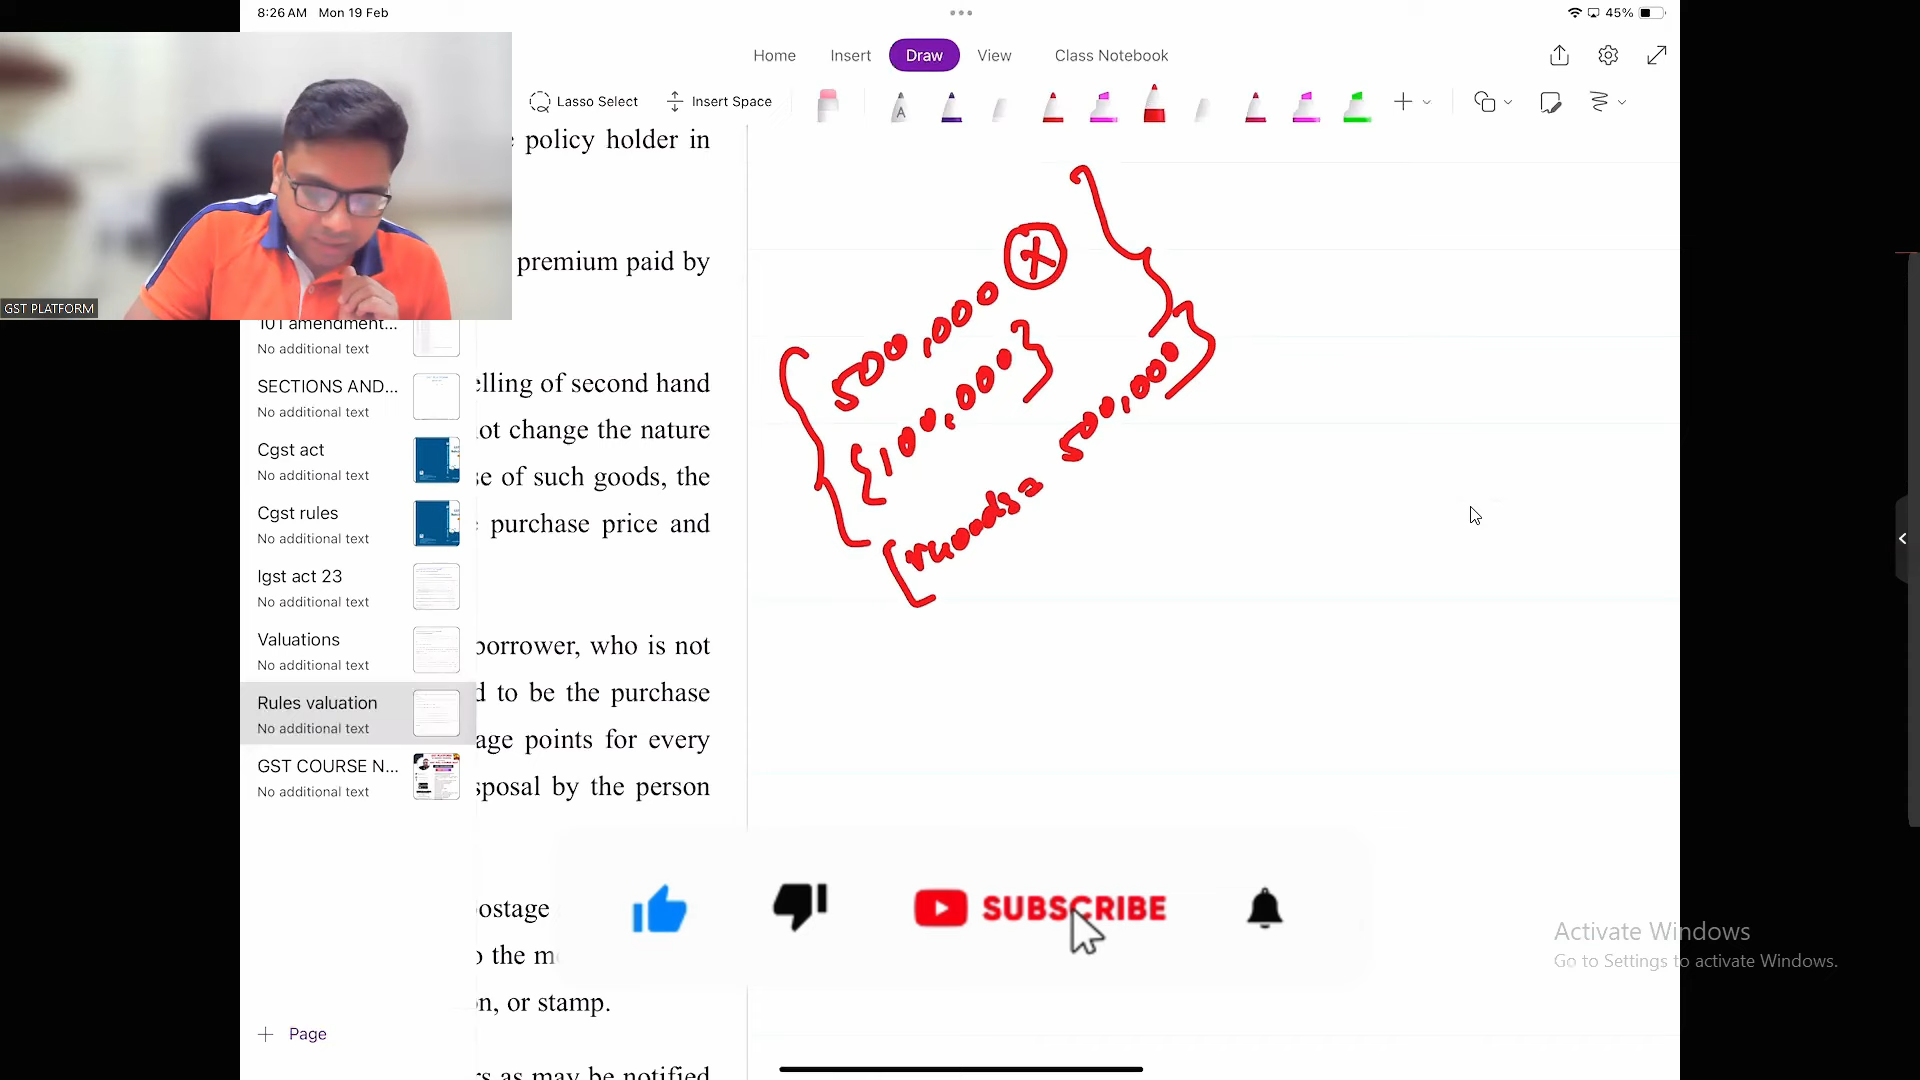 8:26 AM Mon 19 Feb
45%
Home Insert Draw View Class Notebook
Lasso Select Insert Space
A
policy holder in
premium paid by
GST PLATFORM
101 amendment...
No additional text
SECTIONS AND...
No additional text
Cgst act
No additional text
Cgst rules
No additional text
Igst act 23
No additional text
Valuations
No additional text
Rules valuation
No additional text
GST COURSE N...
No additional text
+ Page
elling of second hand
not change the nature
se of such goods, the
purchase price and
borrower, who is not
d to be the purchase
age points for every
sposal by the person
postage
o the m
on, or stamp.
rs as may be notified
500,000 X
{100,000}
500,000}
SUBSCRIBE
Activate Windows
Go to Settings to activate Windows.